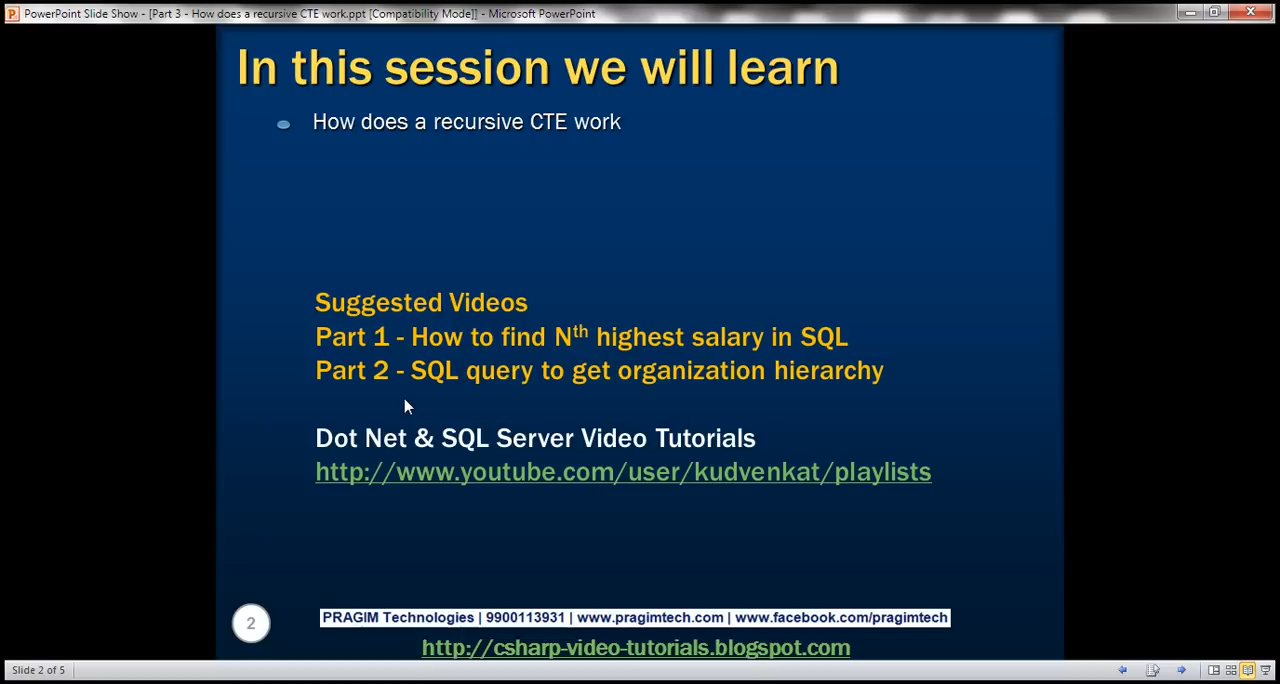 PowerPoint Slide Show - [Part 3 - How does a recursive CTE work.ppt [Compatibility Mode]] - Microsoft PowerPoint
In this session we will learn
How does a recursive CTE work
Suggested Videos
Part 1 - How to find Nth highest salary in SQL
Part 2 - SQL query to get organization hierarchy
Dot Net & SQL Server Video Tutorials
http://www.youtube.com/user/kudvenkat/playlists
2
PRAGIM Technologies | 9900113931 | www.pragimtech.com | www.facebook.com/pragimtech
http://csharp-video-tutorials.blogspot.com
Slide 2 of 5